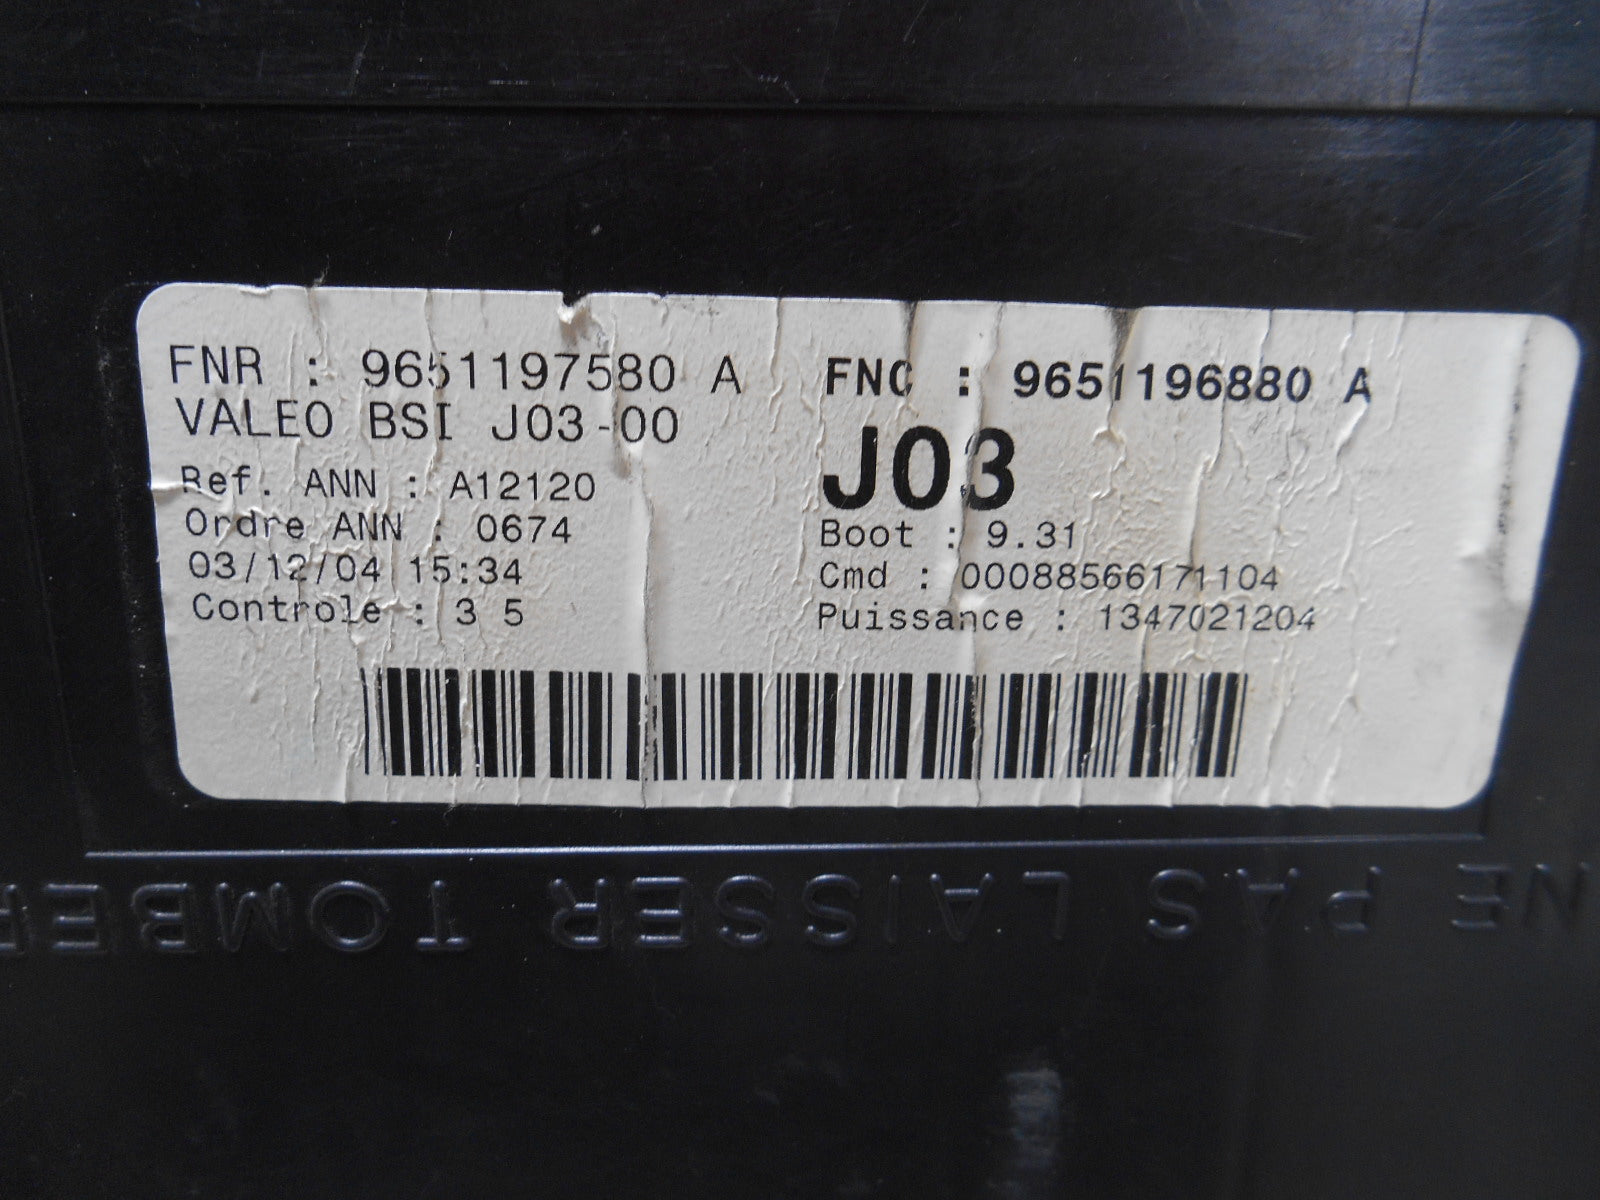 FNR : 9651197580 A
VALEO BSI J03-00
Ref. ANN : A12120
Ordre ANN : 0674
03/12/04 15:34
Controle : 3 5
FNC : 9651196880 A
J03
Boot : 9.31
Cmd : 00088566171104
Puissance : 1347021204
NE PAS LAISSER TOMBER